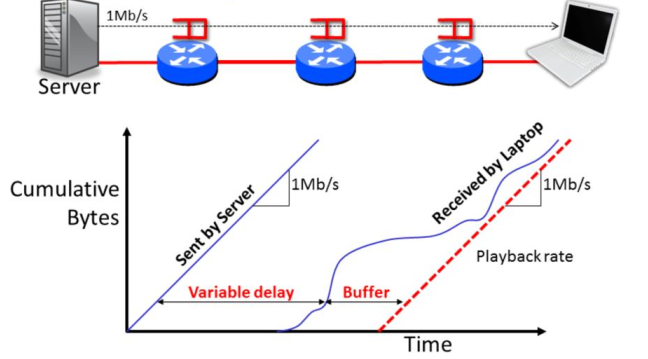 1Mb/s
Server
Cumulative
Bytes
Sent by Server
1Mb/s
Received by Laptop
1Mb/s
Playback rate
Variable delay
Buffer
Time